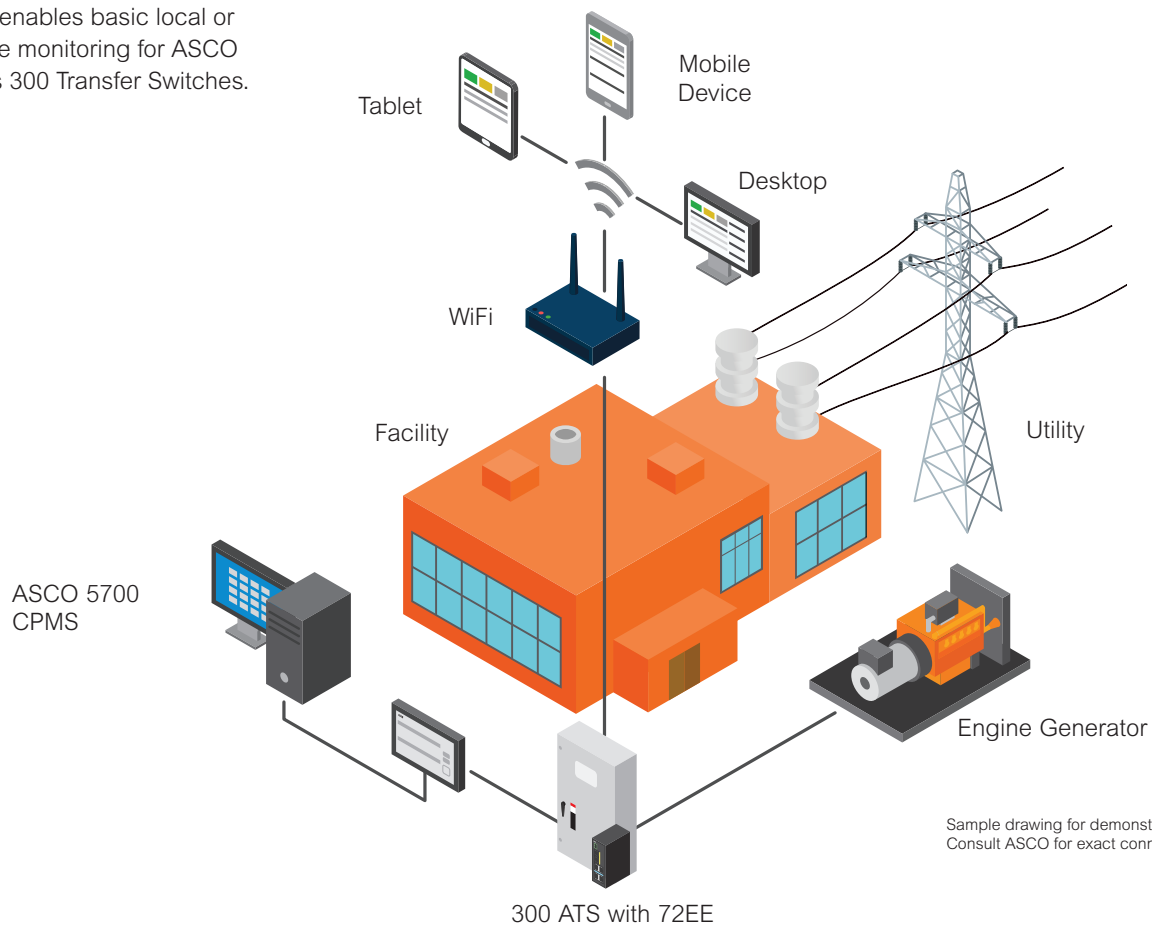 enables basic local or
e monitoring for ASCO
s 300 Transfer Switches.
Mobile
Device
Tablet
Desktop
WiFi
Facility
Utility
ASCO 5700
CPMS
Engine Generator
Sample drawing for demonst
Consult ASCO for exact conr
300 ATS with 72EE